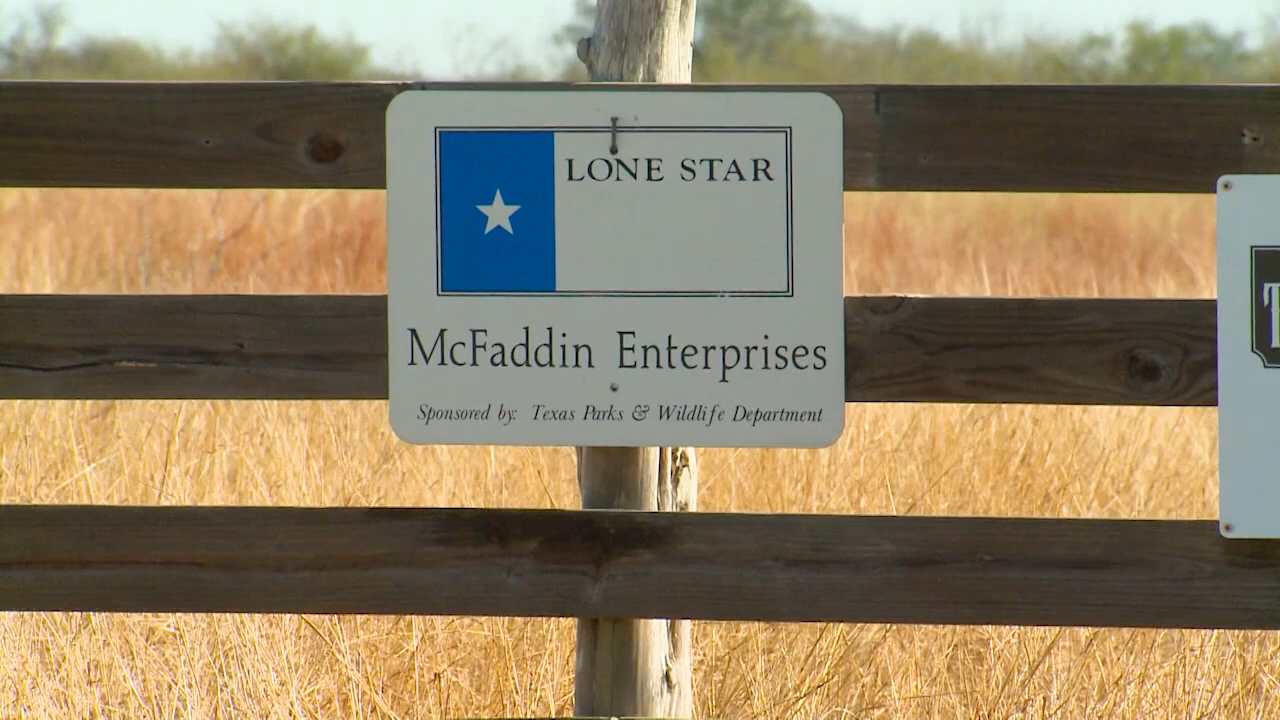 LONE STAR
McFaddin Enterprises
Sponsored by: Texas Parks & Wildlife Department